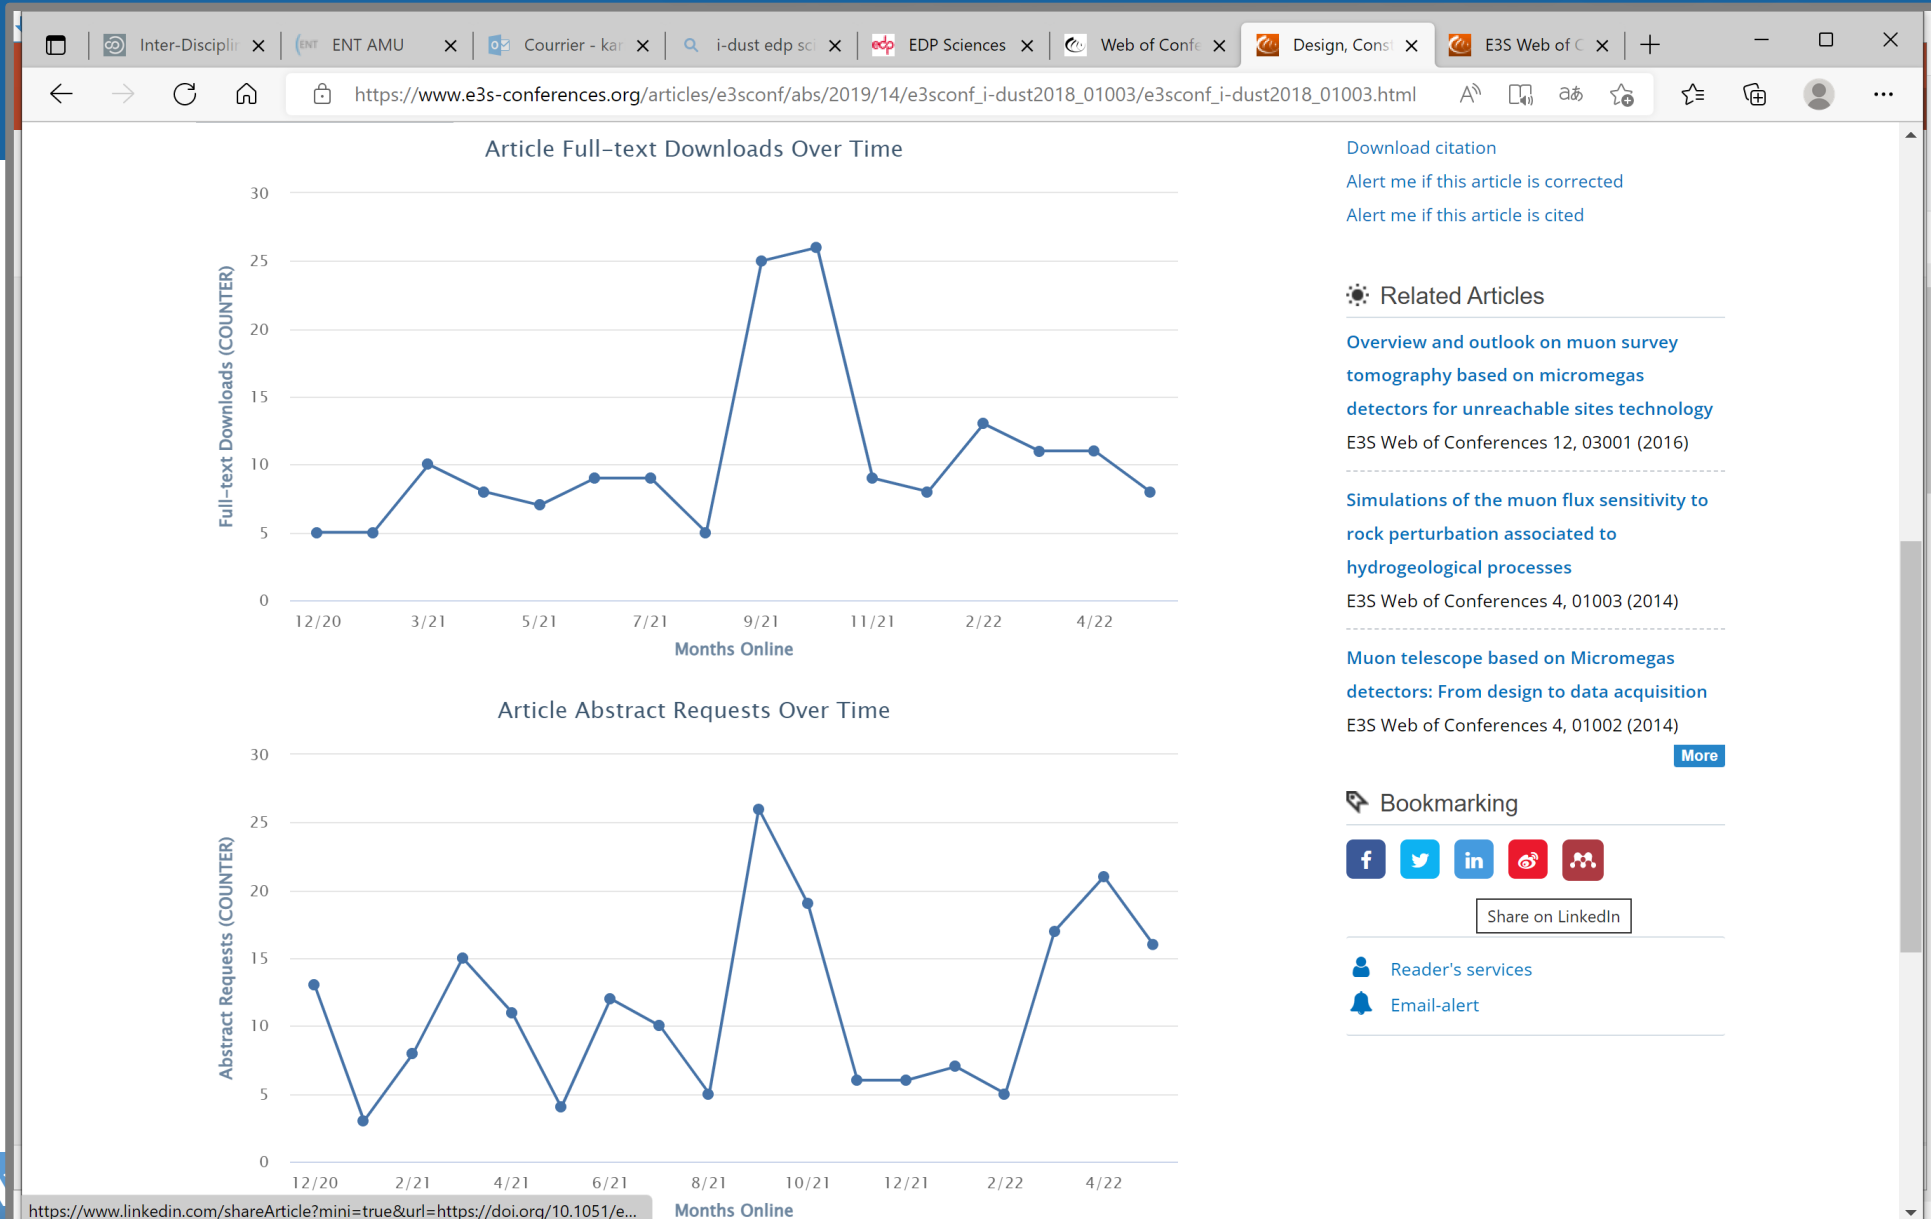 Inter-Disciplin
ENT ENT AMU
Courrier - kar
i-dust edp sc
edp EDP Sciences
Web of Confe
Design, Const
E3S Web of C
https://www.e3s-conferences.org/articles/e3sconf/abs/2019/14/e3sconf_i-dust2018_01003/e3sconf_i-dust2018_01003.html
Article Full-text Downloads Over Time
Full-text Downloads (COUNTER)
30
25
20
15
10
5
0
12/20 3/21 5/21 7/21 9/21 11/21 2/22 4/22
Months Online
Article Abstract Requests Over Time
Abstract Requests (COUNTER)
30
25
20
15
10
5
0
12/20 2/21 4/21 6/21 8/21 10/21 12/21 2/22 4/22
Months Online
Download citation
Alert me if this article is corrected
Alert me if this article is cited
Related Articles
Overview and outlook on muon survey
tomography based on micromegas
detectors for unreachable sites technology
E3S Web of Conferences 12, 03001 (2016)
Simulations of the muon flux sensitivity to
rock perturbation associated to
hydrogeological processes
E3S Web of Conferences 4, 01003 (2014)
Muon telescope based on Micromegas
detectors: From design to data acquisition
E3S Web of Conferences 4, 01002 (2014)
More
Bookmarking
Share on LinkedIn
Reader's services
Email-alert
https://www.linkedin.com/shareArticle?mini=true&url=https://doi.org/10.1051/e...